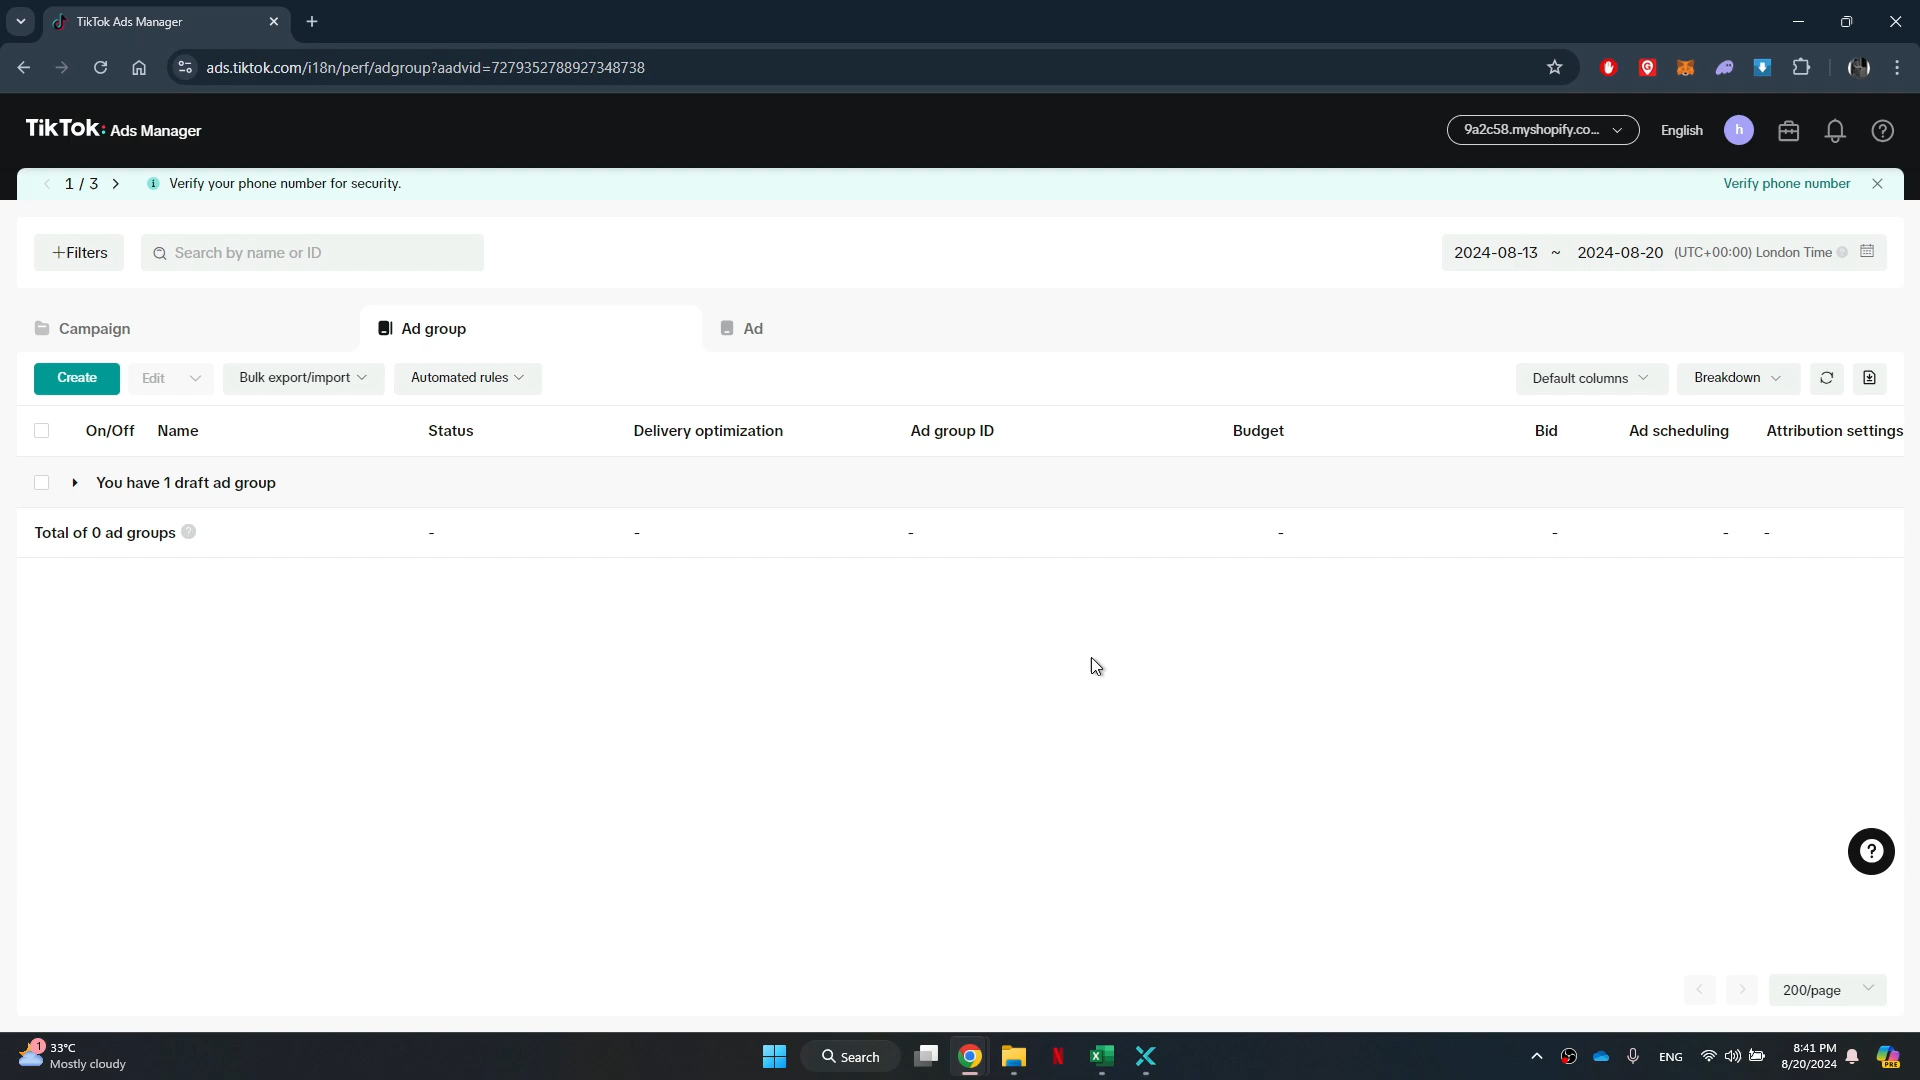 TikTok Ads Manager
ads.tiktok.com/i18n/perf/adgroup?aadvid=7279352788927348738
TikTok: Ads Manager
9a2c58.myshopify.co...
English
h
1 / 3
Verify your phone number for security.
Verify phone number
+Filters
Search by name or ID
2024-08-13 ~ 2024-08-20 (UTC+00:00) London Time
Campaign
Ad group
Ad
Create
Edit
Bulk export/import
Automated rules
Default columns
Breakdown
On/Off Name Status Delivery optimization Ad group ID Budget Bid Ad scheduling Attribution settings
You have 1 draft ad group
Total of 0 ad groups - - - - - - -
200/page
1
33°C
Mostly cloudy
Search
ENG
8:41 PM
8/20/2024
PRE